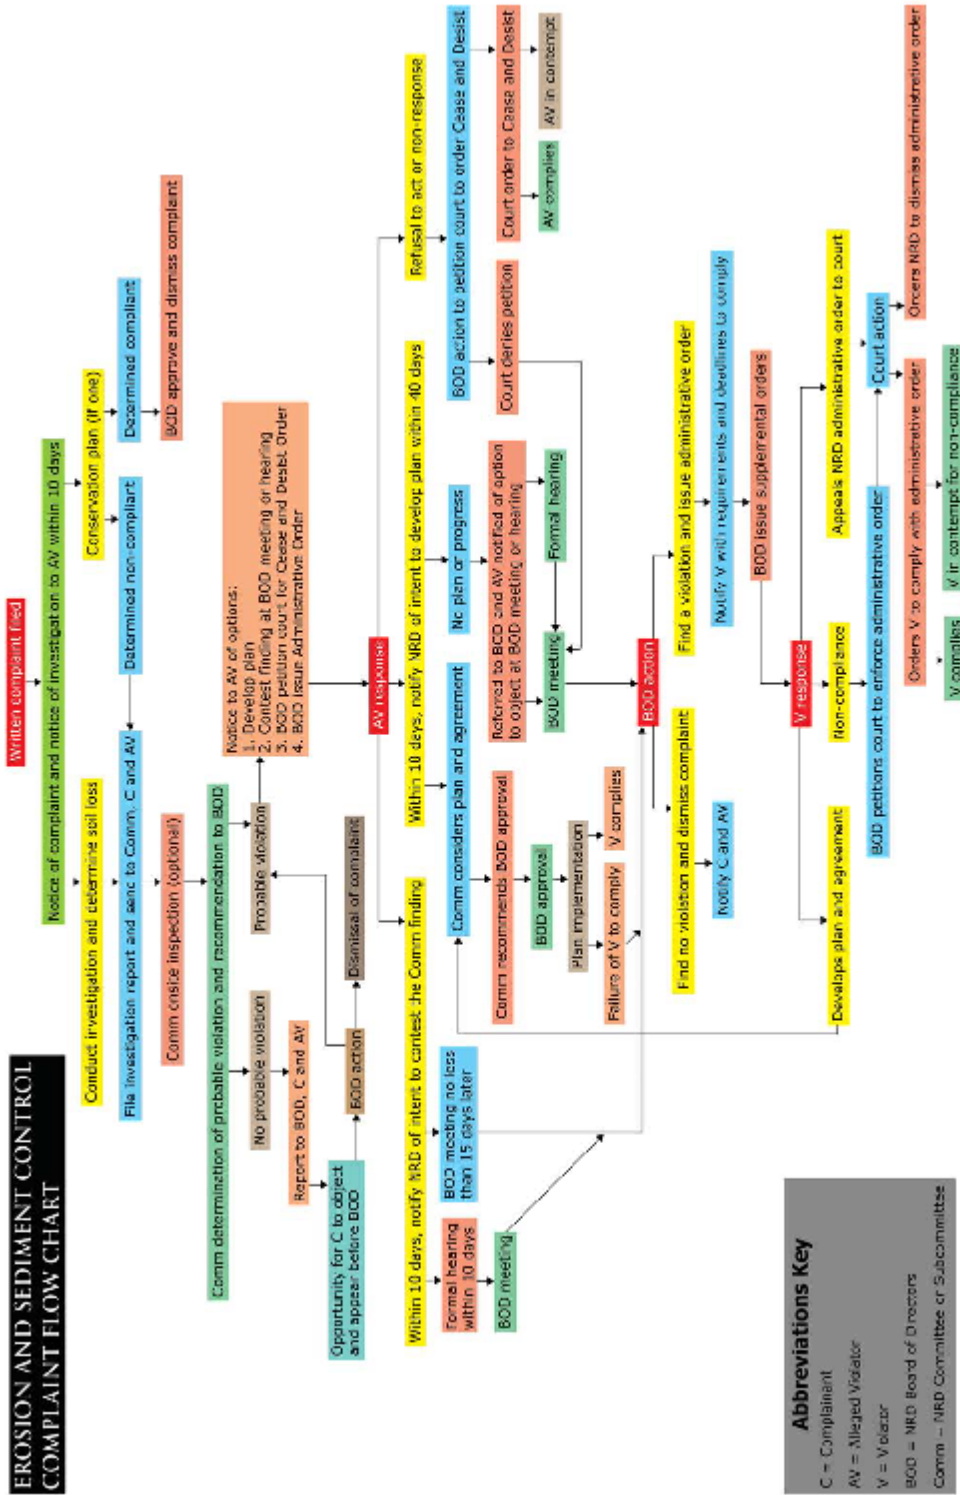 EROSION AND SEDIMENT CONTROL
COMPLAINT FLOW CHART
Written complaint filed
Notice of complaint and notice of investigation to AV within 10 days
Conduct investigation and determine soil loss
Conservation plan (if one)
File investigation report and send to Comm, C and AV
Determined non-compliant
Determined compliant
Comm onsite inspection (optional)
BOD approve and dismiss complaint
Comm determination of probable violation and recommendation to BOD
No probable violation
Probable violation
Notice to AV of options:
1. Develop plan
2. Contest finding at BOD meeting or hearing
3. BOD petition court for Cease and Desist Order
4. BOD issue Administrative Order
Report to BOD, C and AV
Opportunity for C to object
and appear before BOD
BOD action
Dismissal of complaint
AV response
Within 10 days, notify NRD of intent to contest the Comm finding
Within 10 days, notify NRD of intent to develop plan within 40 days
Refusal to act or non-response
Formal hearing
within 10 days
BOD meeting no less
than 15 days later
Comm considers plan and agreement
No plan or progress
BOD action to petition court to order Cease and Desist
BOD meeting
Comm recommends BOD approval
Referred to BOD and AV notified of option
to object at BOD meeting or hearing
Court denies petition
Court order to Cease and Desist
BOD approval
BOD meeting
Formal hearing
AV complies
AV in contempt
Plan implementation
Failure of V to comply
V complies
BOD action
Find no violation and dismiss complaint
Find a violation and issue administrative order
Notify C and AV
Notify V with requirements and deadlines to comply
BOD issue supplemental orders
V response
Develops plan and agreement
Non-compliance
Appeals NRD administrative order to court
BOD petitions court to enforce administrative order
Court action
Orders V to comply with administrative order
Orcers NRD to dismiss administrative order
V complies
V in contempt for non-compliance
Abbreviations Key
C = Complainant
AV = Alleged Violator
V = Violator
BOD = NRD Board of Directors
Comm = NRD Committee or Subcommittee